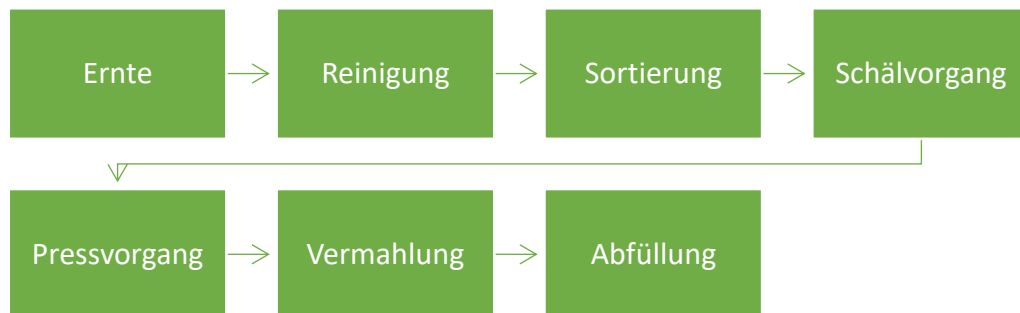 Ernte
Reinigung
Sortierung
Schälvorgang
Pressvorgang
Vermahlung
Abfüllung